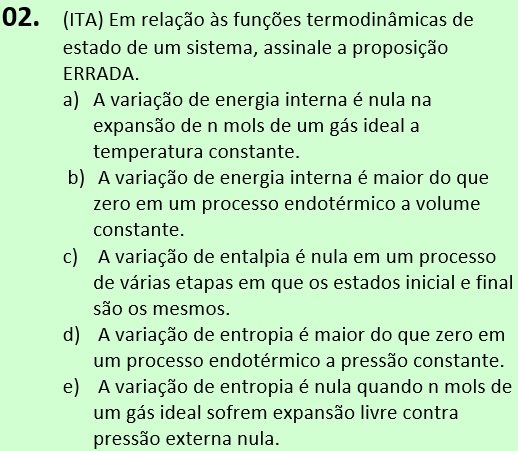 02. (ITA) Em relação às funções termodinâmicas de
estado de um sistema, assinale a proposição
ERRADA.
a) A variação de energia interna é nula na
expansão de n mols de um gás ideal a
temperatura constante.
b) A variação de energia interna é maior do que
zero em um processo endotérmico a volume
constante.
c) A variação de entalpia é nula em um processo
de várias etapas em que os estados inicial e final
são os mesmos.
d) A variação de entropia é maior do que zero em
um processo endotérmico a pressão constante.
e) A variação de entropia é nula quando n mols de
um gás ideal sofrem expansão livre contra
pressão externa nula.